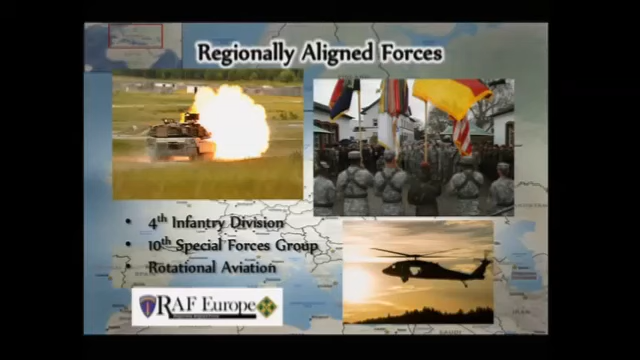 Regionally Aligned Forces
• 4th Infantry Division
• 10th Special Forces Group
• Rotational Aviation
RAF Europe